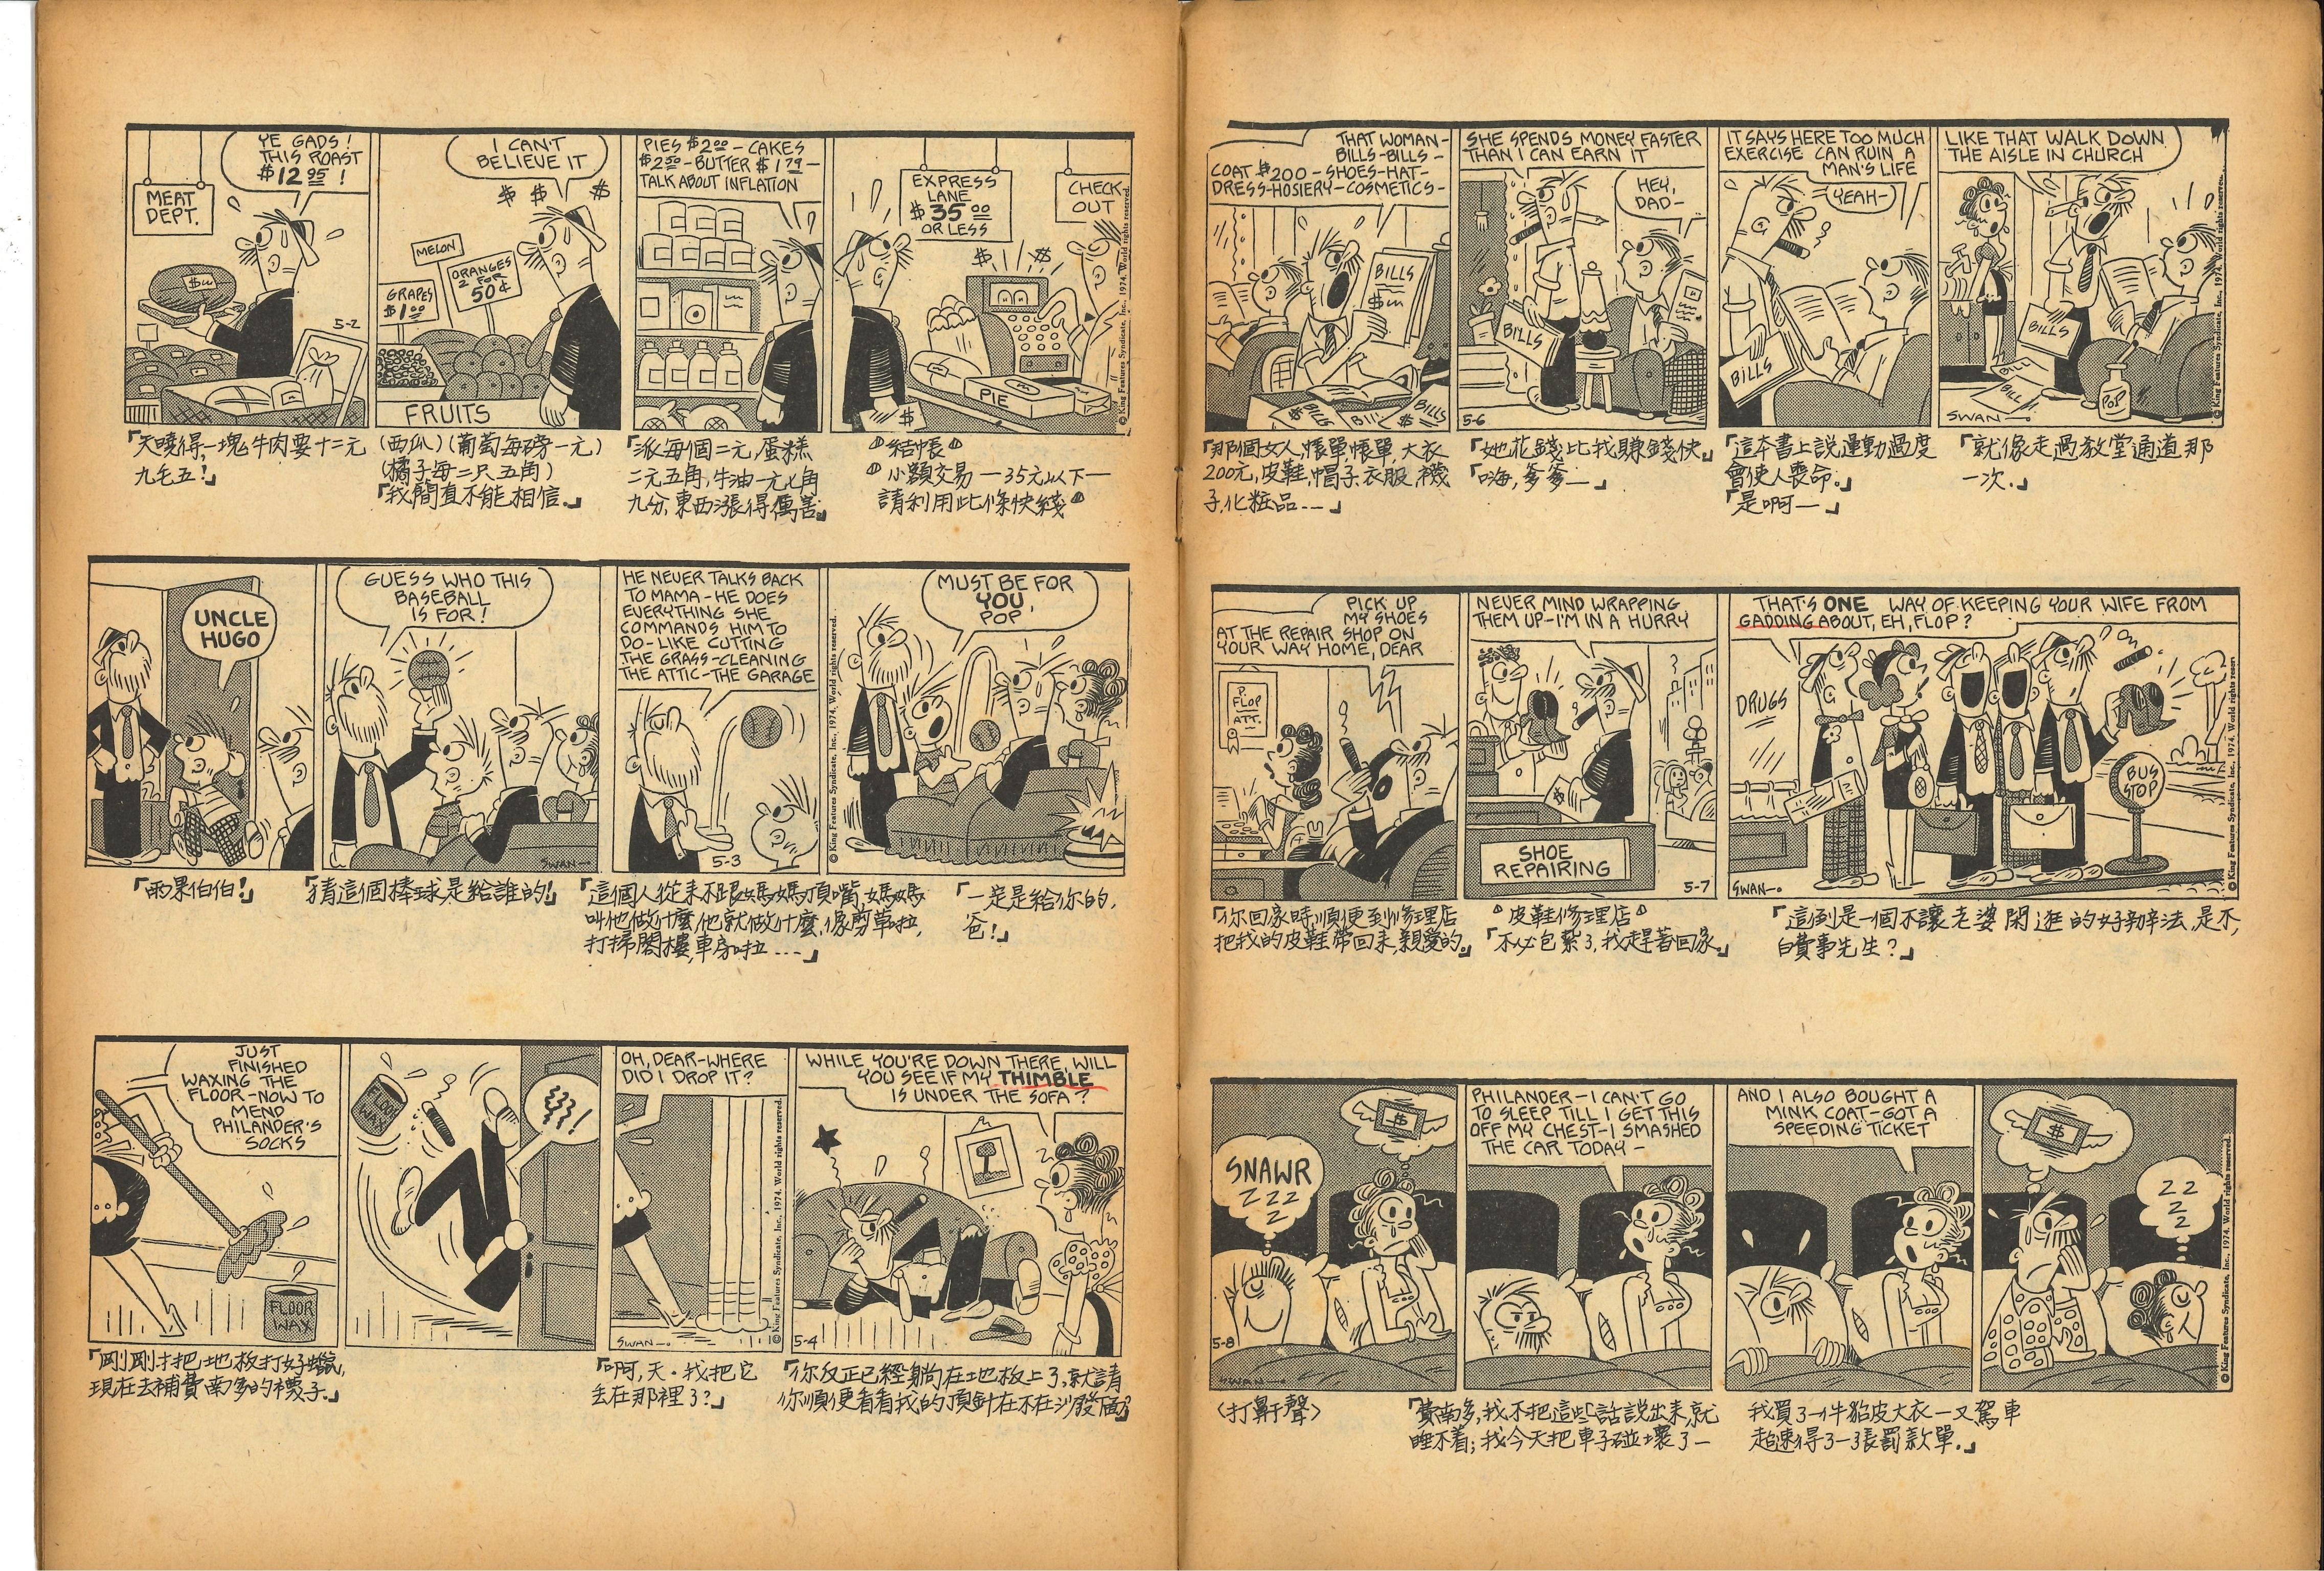 YE GADS!
THIS ROAST
$12.95!
MEAT
DEPT.
5-2
I CAN'T
BELIEVE IT
$ $ $
MELON
ORANGES
2 FOR
50¢
GRAPES
$1.00
FRUITS
PIES $2.00 - CAKES
$2.50 - BUTTER $1.79 -
TALK ABOUT INFLATION
EXPRESS
LANE
$35.00
OR LESS
CHECK
OUT
$ $
PIE
$
© King Features Syndicate, Inc., 1974. World rights reserved.
「天曉得,一塊牛肉要十二元
九毛五!」
(西瓜)(葡萄每磅一元)
(橘子每二只五角)
「我簡直不能相信.」
「派每個二元,蛋糕
二元五角,牛油一元七角
九分,東西漲得厲害.」
結帳
小額交易—35元以下—
請利用此條快綫
UNCLE
HUGO
GUESS WHO THIS
BASEBALL
IS FOR!
SWAN-
HE NEVER TALKS BACK
TO MAMA - HE DOES
EVERYTHING SHE
COMMANDS HIM TO
DO - LIKE CUTTING
THE GRASS - CLEANING
THE ATTIC - THE GARAGE
5-3
MUST BE FOR
YOU,
POP
© King Features Syndicate, Inc., 1974. World rights reserved.
「雨果伯伯!」
「猜這個棒球是給誰的!」
「這個人從來不跟媽媽頂嘴,媽媽
叫他做什麼,他就做什麼,像剪草啦,
打掃閣樓,車房啦...」
「一定是給你的,
爸!」
JUST
FINISHED
WAXING THE
FLOOR - NOW TO
MEND
PHILANDER'S
SOCKS
FLOOR
WAX
FLOOR
WAX
OH, DEAR - WHERE
DID I DROP IT?
SWAN-
© King Features Syndicate, Inc., 1974. World rights reserved.
WHILE YOU'RE DOWN THERE, WILL
YOU SEE IF MY THIMBLE
IS UNDER THE SOFA?
5-4
「剛剛才把地板打好蠟,
現在去補費南多的襪子.」
「啊,天.我把它
丟在那裡了?」
「你反正已經躺在地板上了,就請
你順便看看我的頂針在不在沙發下面?」
THAT WOMAN -
BILLS - BILLS -
COAT $200 - SHOES - HAT -
DRESS - HOSIERY - COSMETICS -
BILLS
$
BILLS
BILL
$ BILLS
SHE SPENDS MONEY FASTER
THAN I CAN EARN IT
HEY,
DAD -
BILLS
5-6
IT SAYS HERE TOO MUCH
EXERCISE CAN RUIN A
MAN'S LIFE
YEAH -
BILLS
LIKE THAT WALK DOWN
THE AISLE IN CHURCH
BILLS
BILL
POP
SWAN-
© King Features Syndicate, Inc., 1974. World rights reserved.
「那個女人,帳單帳單,大衣
200元,皮鞋,帽子衣服,襪
子,化粧品...」
「她花錢比我賺錢快.」
「嗨,爹爹—」
「這本書上說運動過度
會使人喪命.」
「是啊—」
「就像走過教堂通道那
一次.」
PICK UP
MY SHOES
AT THE REPAIR SHOP ON
YOUR WAY HOME, DEAR
P.
FLOP
ATT.
NEVER MIND WRAPPING
THEM UP - I'M IN A HURRY
$
SHOE
REPAIRING
5-7
THAT'S ONE WAY OF KEEPING YOUR WIFE FROM
GADDING ABOUT, EH, FLOP?
DRUGS
BUS
STOP
SWAN-
© King Features Syndicate, Inc., 1974. World rights reserv
「你回家時,順便到修理店
把我的皮鞋帶回來,親愛的.」
皮鞋修理店
「不必包紮了,我趕著回家.」
「這到是一個不讓老婆閑逛的好辦法,是不,
白費事先生?」
$
SNAWR
Z Z Z
Z
5-8
SWAN-
PHILANDER - I CAN'T GO
TO SLEEP TILL I GET THIS
OFF MY CHEST - I SMASHED
THE CAR TODAY -
AND I ALSO BOUGHT A
MINK COAT - GOT A
SPEEDING TICKET
$
Z Z
Z
Z
© King Features Syndicate, Inc., 1974. World rights reserved.
〈打鼾聲〉
「費南多,我不把這些話說出來,就
睡不着;我今天把車子碰壞了—
我買了一件貂皮大衣—又駕車
超速得了一張罰款單.」